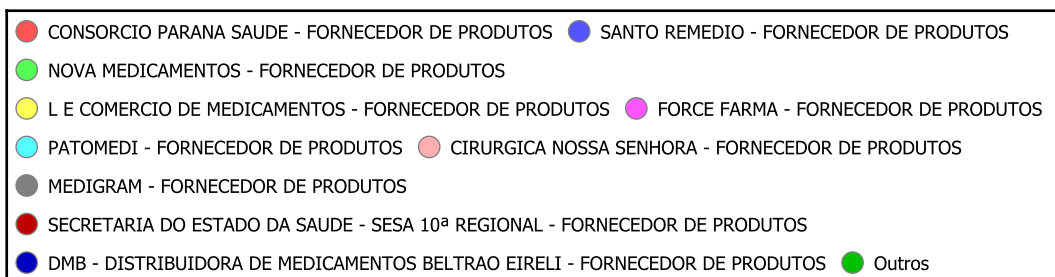 CONSORCIO PARANA SAUDE - FORNECEDOR DE PRODUTOS SANTO REMEDIO - FORNECEDOR DE PRODUTOS
NOVA MEDICAMENTOS - FORNECEDOR DE PRODUTOS
L E COMERCIO DE MEDICAMENTOS - FORNECEDOR DE PRODUTOS FORCE FARMA - FORNECEDOR DE PRODUTOS
PATOMEDI - FORNECEDOR DE PRODUTOS CIRURGICA NOSSA SENHORA - FORNECEDOR DE PRODUTOS
MEDIGRAM - FORNECEDOR DE PRODUTOS
SECRETARIA DO ESTADO DA SAUDE - SESA 10ª REGIONAL - FORNECEDOR DE PRODUTOS
DMB - DISTRIBUIDORA DE MEDICAMENTOS BELTRAO EIRELI - FORNECEDOR DE PRODUTOS Outros